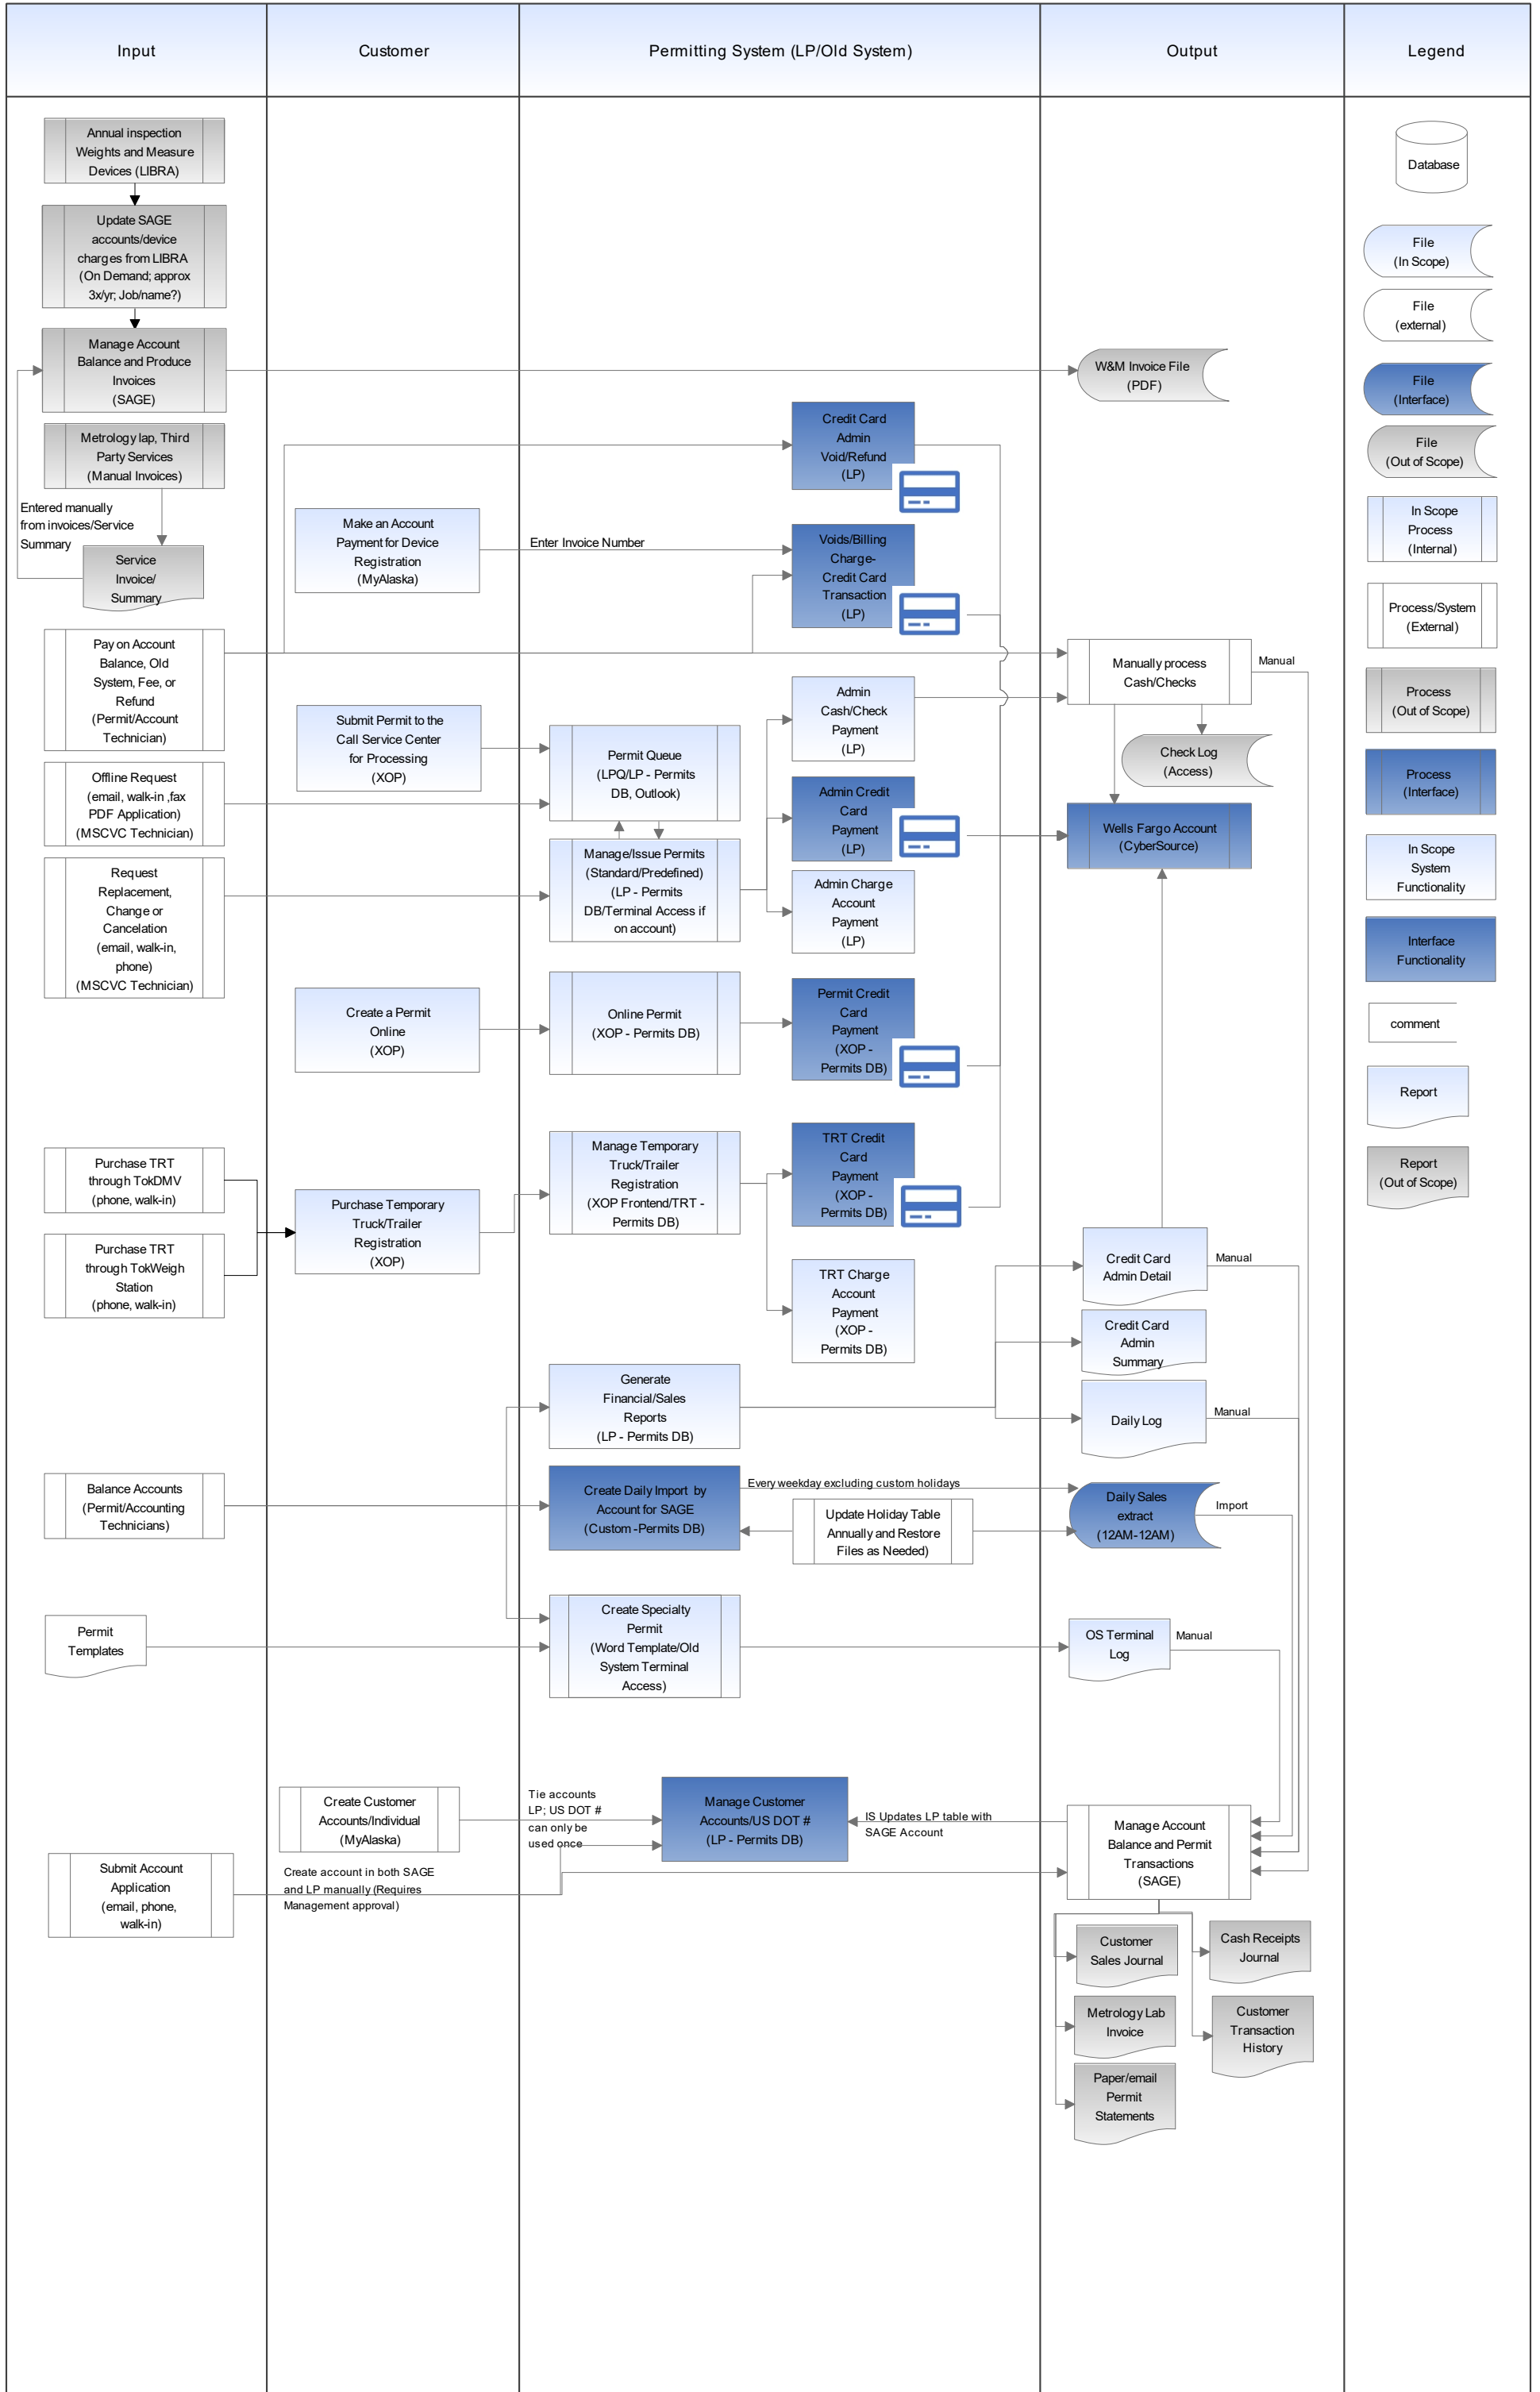 Input
Customer
Permitting System (LP/Old System)
Output
Legend
Annual inspection
Weights and Measure
Devices (LIBRA)
Update SAGE
accounts/device
charges from LIBRA
(On Demand; approx
3x/yr; Job/name?)
Manage Account
Balance and Produce
Invoices
(SAGE)
Metrology lap, Third
Party Services
(Manual Invoices)
Entered manually
from invoices/Service
Summary
Service
Invoice/
Summary
Pay on Account
Balance, Old
System, Fee, or
Refund
(Permit/Account
Technician)
Offline Request
(email, walk-in ,fax
PDF Application)
(MSCVC Technician)
Request
Replacement,
Change or
Cancelation
(email, walk-in,
phone)
(MSCVC Technician)
Purchase TRT
through TokDMV
(phone, walk-in)
Purchase TRT
through TokWeigh
Station
(phone, walk-in)
Balance Accounts
(Permit/Accounting
Technicians)
Permit
Templates
Submit Account
Application
(email, phone,
walk-in)
Make an Account
Payment for Device
Registration
(MyAlaska)
Submit Permit to the
Call Service Center
for Processing
(XOP)
Create a Permit
Online
(XOP)
Purchase Temporary
Truck/Trailer
Registration
(XOP)
Create Customer
Accounts/Individual
(MyAlaska)
Create account in both SAGE
and LP manually (Requires
Management approval)
Enter Invoice Number
Credit Card
Admin
Void/Refund
(LP)
Voids/Billing
Charge-
Credit Card
Transaction
(LP)
Permit Queue
(LPQ/LP - Permits
DB, Outlook)
Manage/Issue Permits
(Standard/Predefined)
(LP - Permits
DB/Terminal Access if
on account)
Admin
Cash/Check
Payment
(LP)
Admin Credit
Card
Payment
(LP)
Admin Charge
Account
Payment
(LP)
Online Permit
(XOP - Permits DB)
Permit Credit
Card
Payment
(XOP -
Permits DB)
Manage Temporary
Truck/Trailer
Registration
(XOP Frontend/TRT -
Permits DB)
TRT Credit
Card
Payment
(XOP -
Permits DB)
TRT Charge
Account
Payment
(XOP -
Permits DB)
Generate
Financial/Sales
Reports
(LP - Permits DB)
Create Daily Import by
Account for SAGE
(Custom -Permits DB)
Every weekday excluding custom holidays
Update Holiday Table
Annually and Restore
Files as Needed)
Create Specialty
Permit
(Word Template/Old
System Terminal
Access)
Tie accounts
LP; US DOT #
can only be
used once
Manage Customer
Accounts/US DOT #
(LP - Permits DB)
IS Updates LP table with
SAGE Account
W&M Invoice File
(PDF)
Manually process
Cash/Checks
Manual
Check Log
(Access)
Wells Fargo Account
(CyberSource)
Credit Card
Admin Detail
Manual
Credit Card
Admin
Summary
Daily Log
Manual
Daily Sales
extract
(12AM-12AM)
Import
OS Terminal
Log
Manual
Manage Account
Balance and Permit
Transactions
(SAGE)
Customer
Sales Journal
Cash Receipts
Journal
Metrology Lab
Invoice
Customer
Transaction
History
Paper/email
Permit
Statements
Database
File
(In Scope)
File
(external)
File
(Interface)
File
(Out of Scope)
In Scope
Process
(Internal)
Process/System
(External)
Process
(Out of Scope)
Process
(Interface)
In Scope
System
Functionality
Interface
Functionality
comment
Report
Report
(Out of Scope)